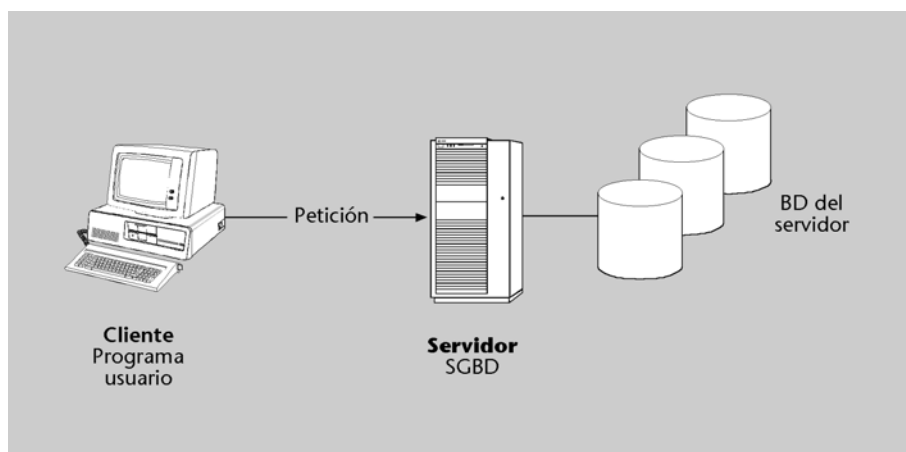 Petición
BD del
servidor
Cliente
Programa
usuario
Servidor
SGBD